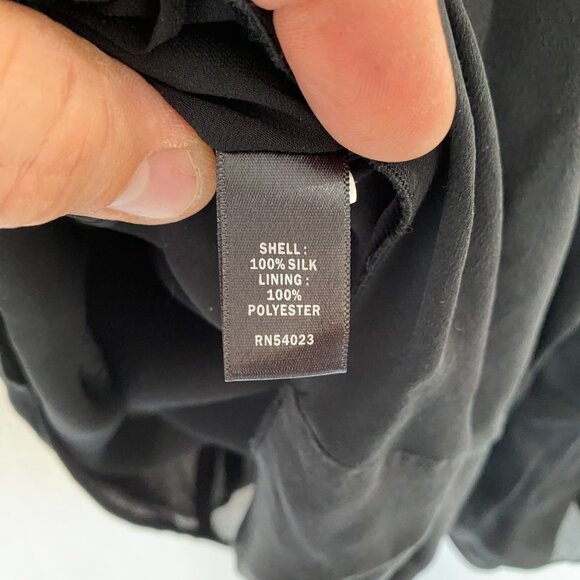 SHELL :
100% SILK
LINING :
100%
POLYESTER
RN54023